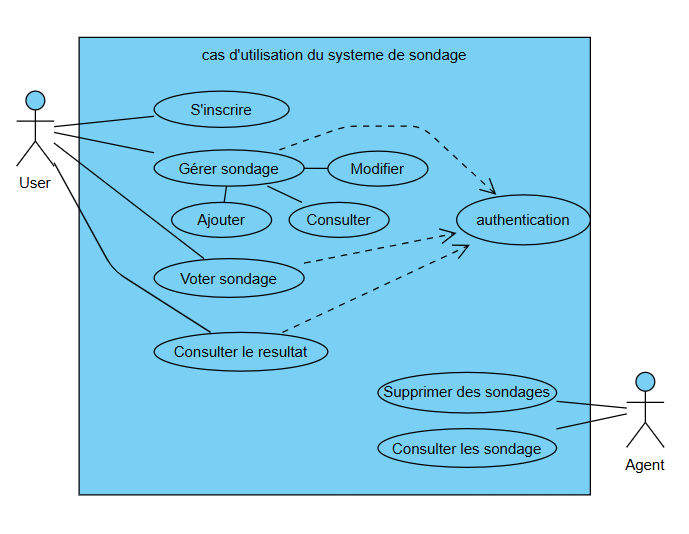 cas d'utilisation du systeme de sondage
S'inscrire
Gérer sondage
Modifier
User
Ajouter
Consulter
authentication
Voter sondage
Consulter le resultat
Supprimer des sondages
Consulter les sondage
Agent